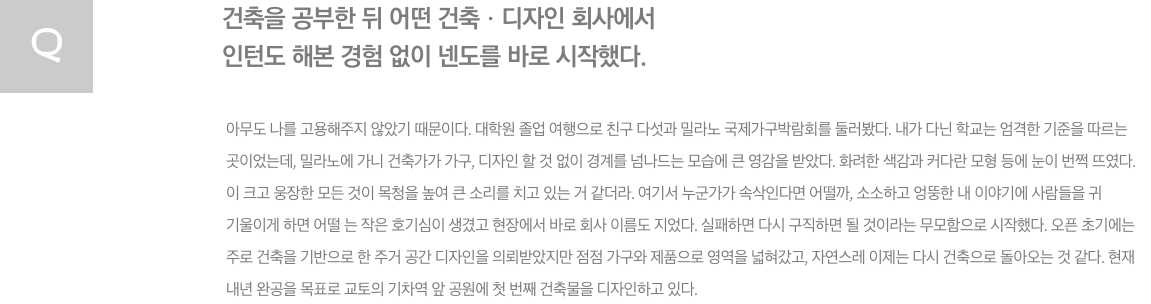 Q
건축을 공부한 뒤 어떤 건축 · 디자인 회사에서
인턴도 해본 경험 없이 넨도를 바로 시작했다.
아무도 나를 고용해주지 않았기 때문이다. 대학원 졸업 여행으로 친구 다섯과 밀라노 국제가구박람회를 둘러봤다. 내가 다닌 학교는 엄격한 기준을 따르는
곳이었는데, 밀라노에 가니 건축가가 가구, 디자인 할 것 없이 경계를 넘나드는 모습에 큰 영감을 받았다. 화려한 색감과 커다란 모형 등에 눈이 번쩍 뜨였다.
이 크고 웅장한 모든 것이 목청을 높여 큰 소리를 치고 있는 거 같더라. 여기서 누군가가 속삭인다면 어떨까, 소소하고 엉뚱한 내 이야기에 사람들을 귀
기울이게 하면 어떨 는 작은 호기심이 생겼고 현장에서 바로 회사 이름도 지었다. 실패하면 다시 구직하면 될 것이라는 무모함으로 시작했다. 오픈 초기에는
주로 건축을 기반으로 한 주거 공간 디자인을 의뢰받았지만 점점 가구와 제품으로 영역을 넓혀갔고, 자연스레 이제는 다시 건축으로 돌아오는 것 같다. 현재
내년 완공을 목표로 교토의 기차역 앞 공원에 첫 번째 건축물을 디자인하고 있다.